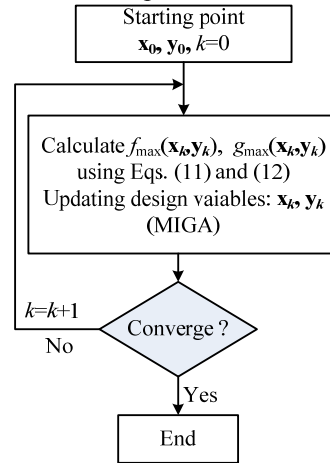 Starting point
x0, y0, k=0
Calculate fmax(xk,yk), gmax(xk,yk)
using Eqs. (11) and (12)
Updating design vaiables: xk, yk
(MIGA)
k=k+1
Converge ?
No
Yes
End